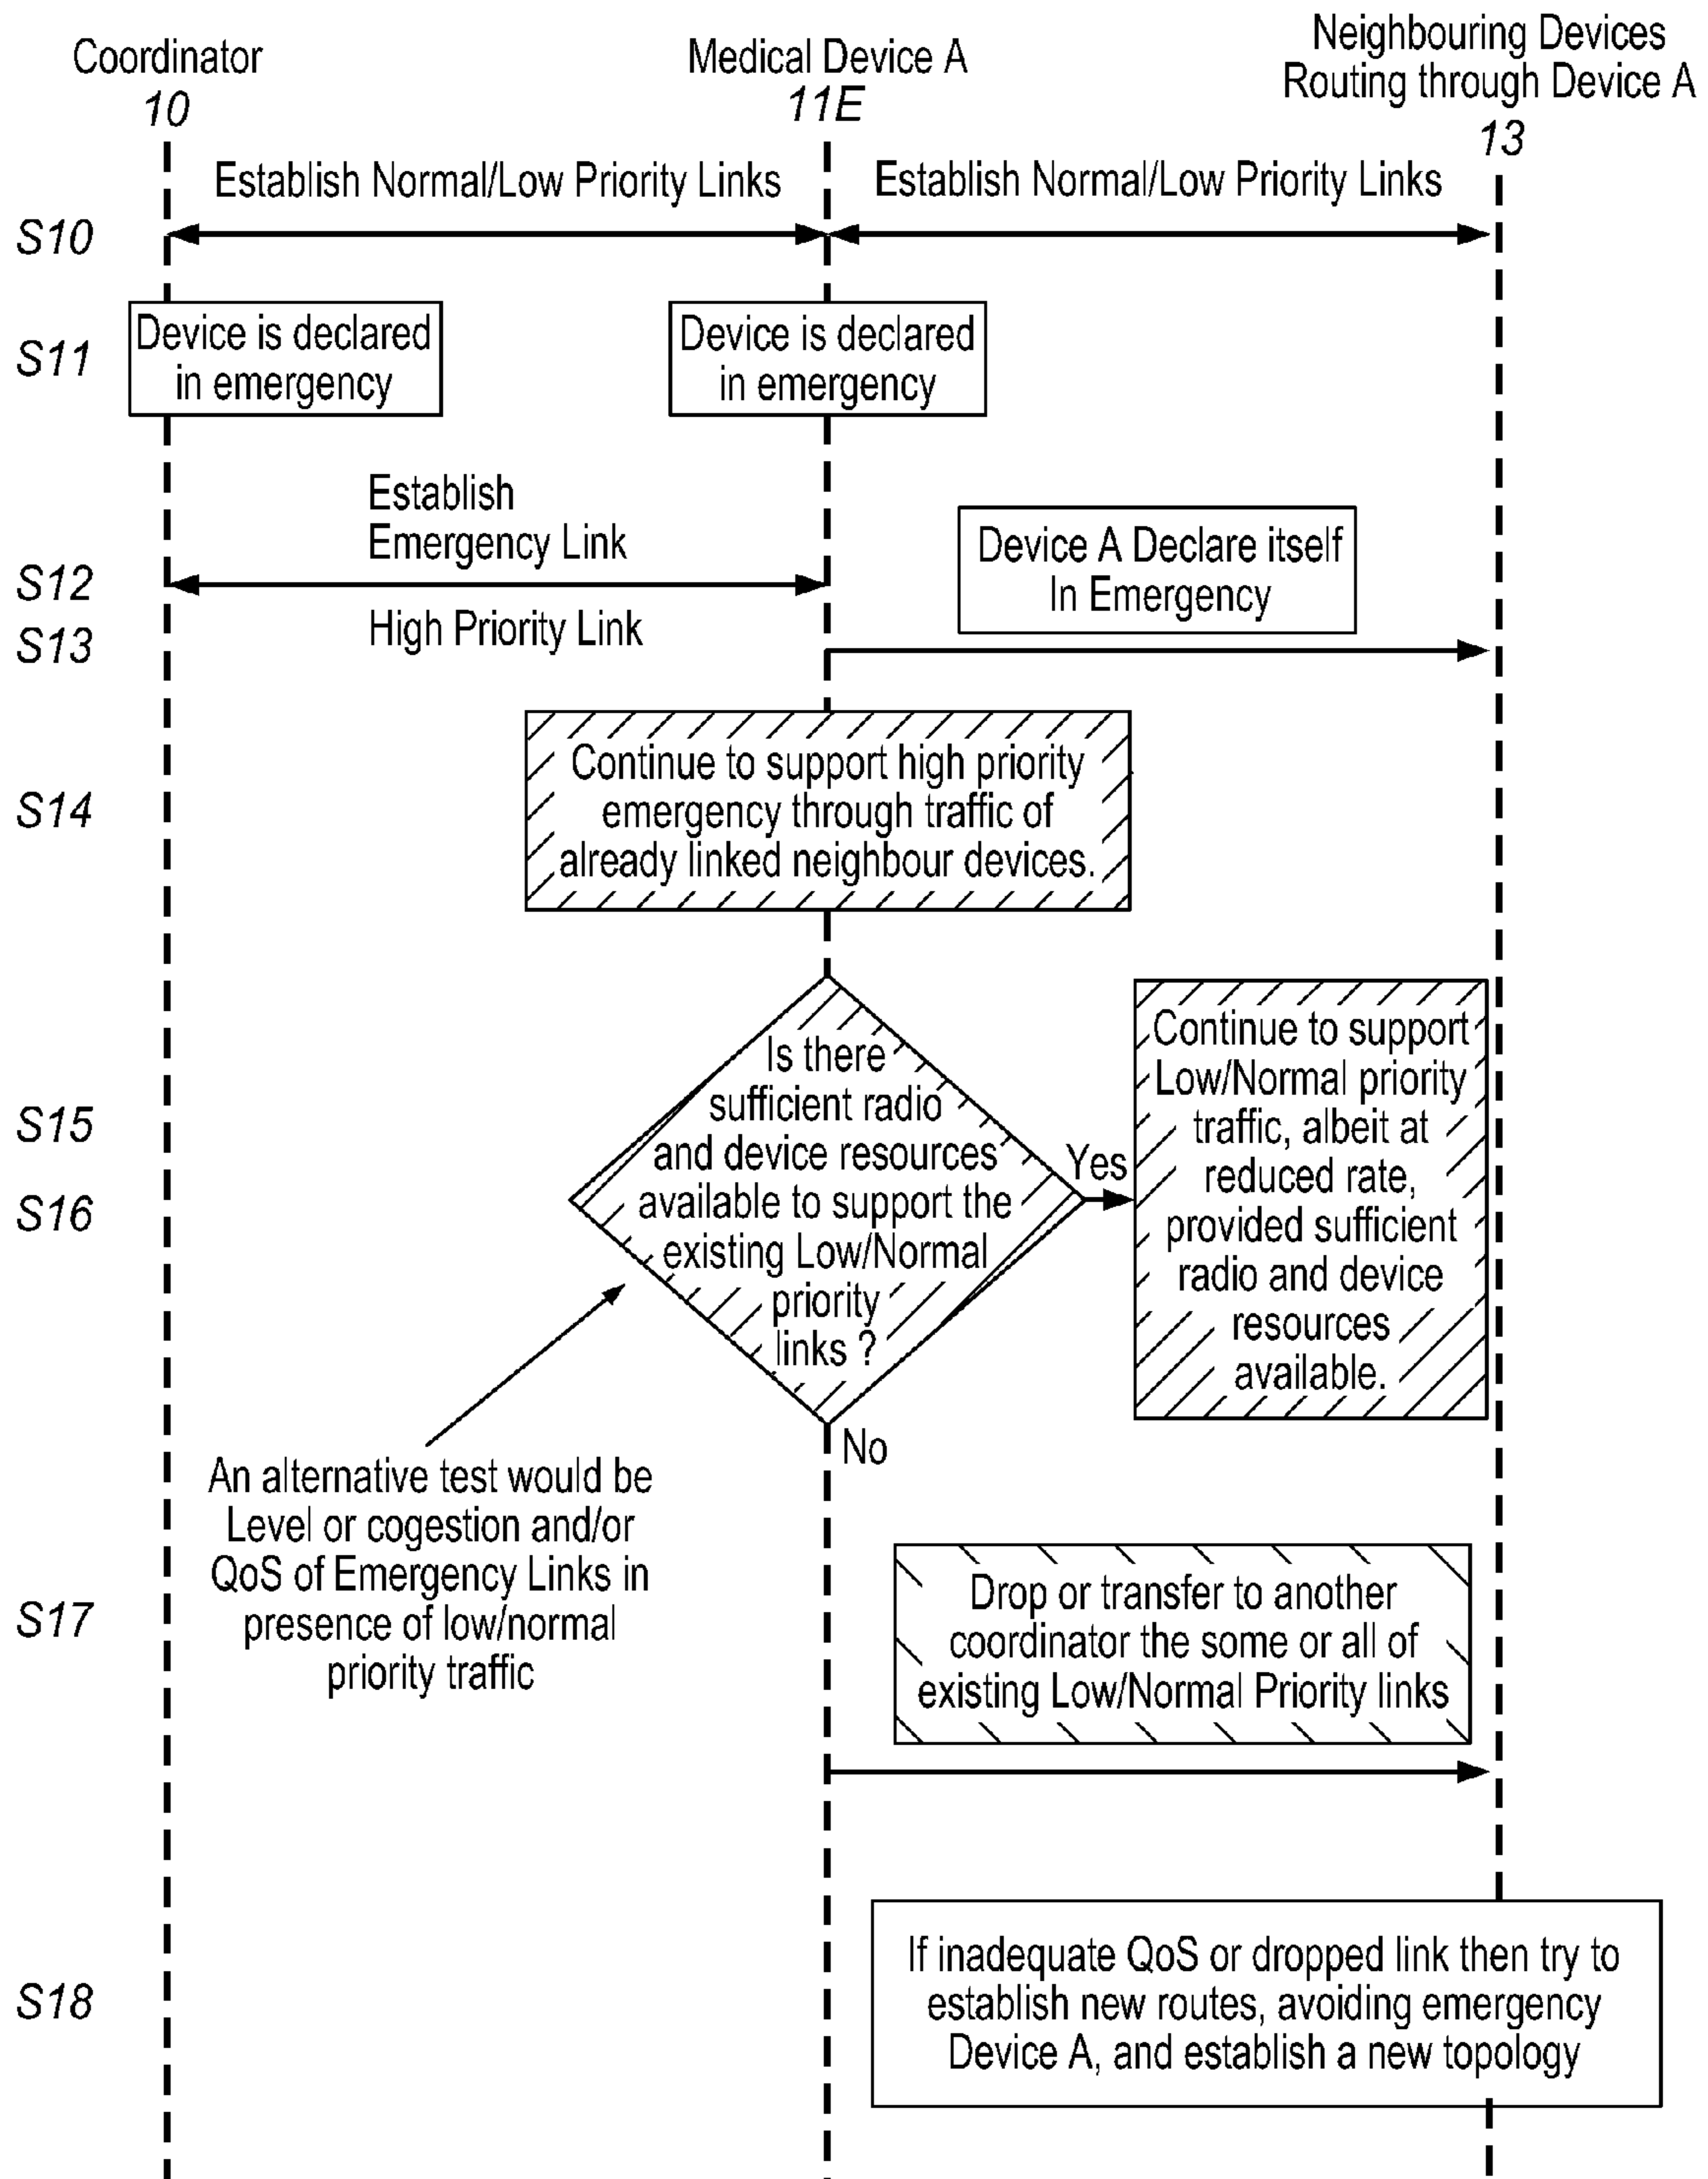 Coordinator
10
Medical Device A
11E
Neighbouring Devices
Routing through Device A
13
Establish Normal/Low Priority Links
Establish Normal/Low Priority Links
S10
S11
Device is declared
in emergency
Device is declared
in emergency
Establish
Emergency Link
S12
High Priority Link
Device A Declare itself
In Emergency
S13
S14
Continue to support high priority
emergency through traffic of
already linked neighbour devices.
S15
S16
Is there
sufficient radio
and device resources
available to support the
existing Low/Normal
priority
links ?
Yes
Continue to support
Low/Normal priority
traffic, albeit at
reduced rate,
provided sufficient
radio and device
resources
available.
No
An alternative test would be
Level or cogestion and/or
QoS of Emergency Links in
presence of low/normal
priority traffic
S17
Drop or transfer to another
coordinator the some or all of
existing Low/Normal Priority links
S18
If inadequate QoS or dropped link then try to
establish new routes, avoiding emergency
Device A, and establish a new topology